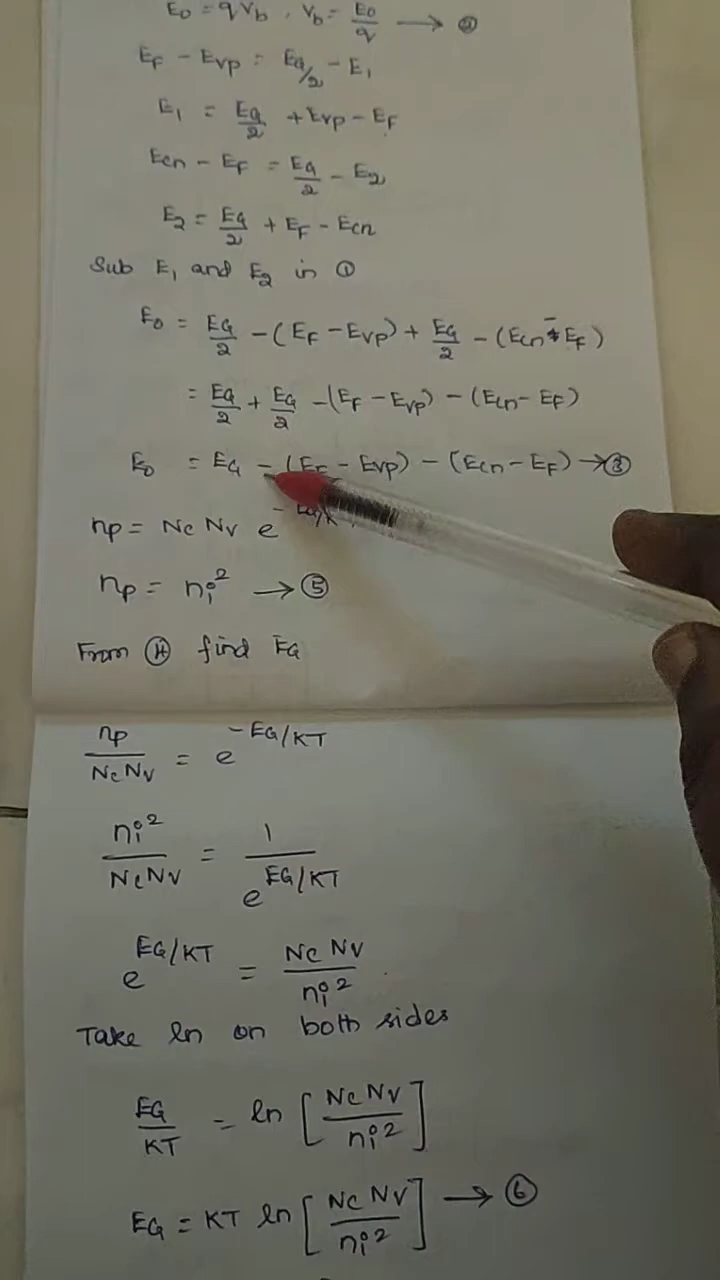 E₀ = qVb . Vb = E₀/q → ②
EF - Evp = EG/2 - E₁
E₁ = EG/2 + Evp - EF
Ecn - EF = EG/2 - E₂
E₂ = EG/2 + EF - Ecn
Sub E₁ and E₂ in ①
E₀ = EG/2 - (EF - Evp) + EG/2 - (Ecn - EF)
= EG/2 + EG/2 - (EF - Evp) - (Ecn - EF)
E₀ = EG - (EF - Evp) - (Ecn - EF) → ③
np = Nc Nv e^-EG/K
np = ni² → ⑤
From ④ find EG
np/NcNv = e^-EG/KT
ni²/NcNv = 1/e^EG/KT
e^EG/KT = Nc Nv/ni²
Take ln on both sides
EG/KT = ln [Nc Nv/ni²]
EG = KT ln [Nc Nv/ni²] → ⑥